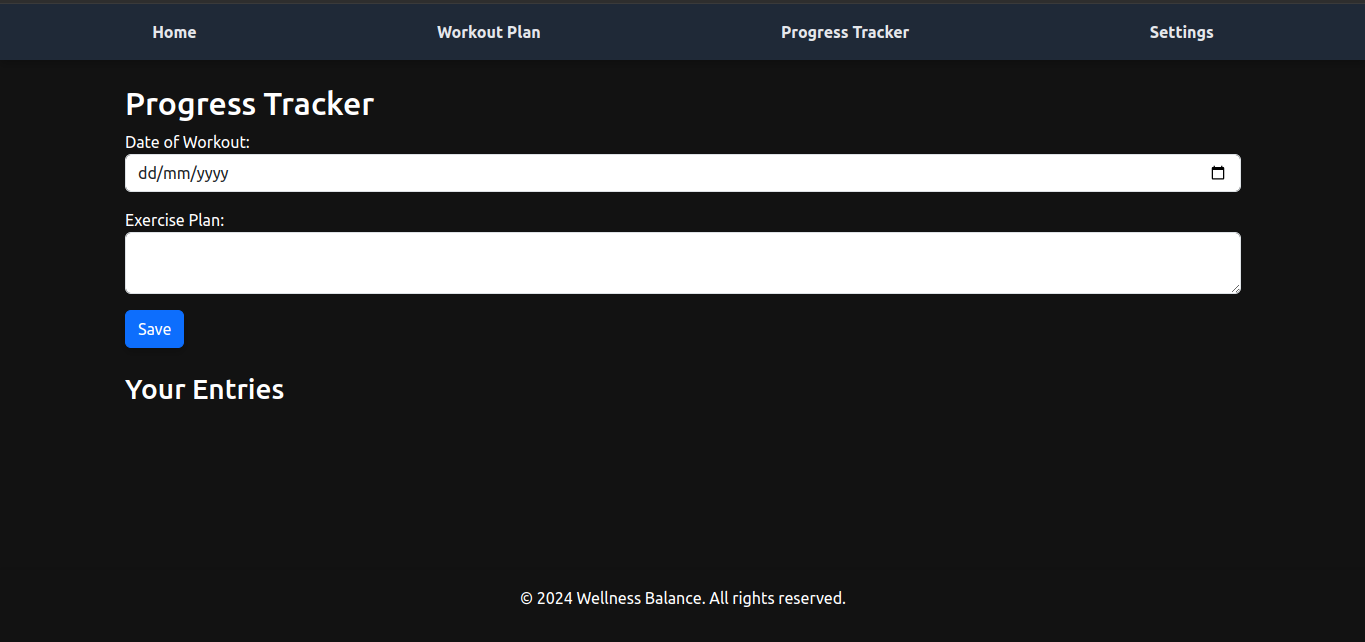 Home Workout Plan Progress Tracker Settings
Progress Tracker
Date of Workout:
dd/mm/yyyy
Exercise Plan:
Save
Your Entries
© 2024 Wellness Balance. All rights reserved.